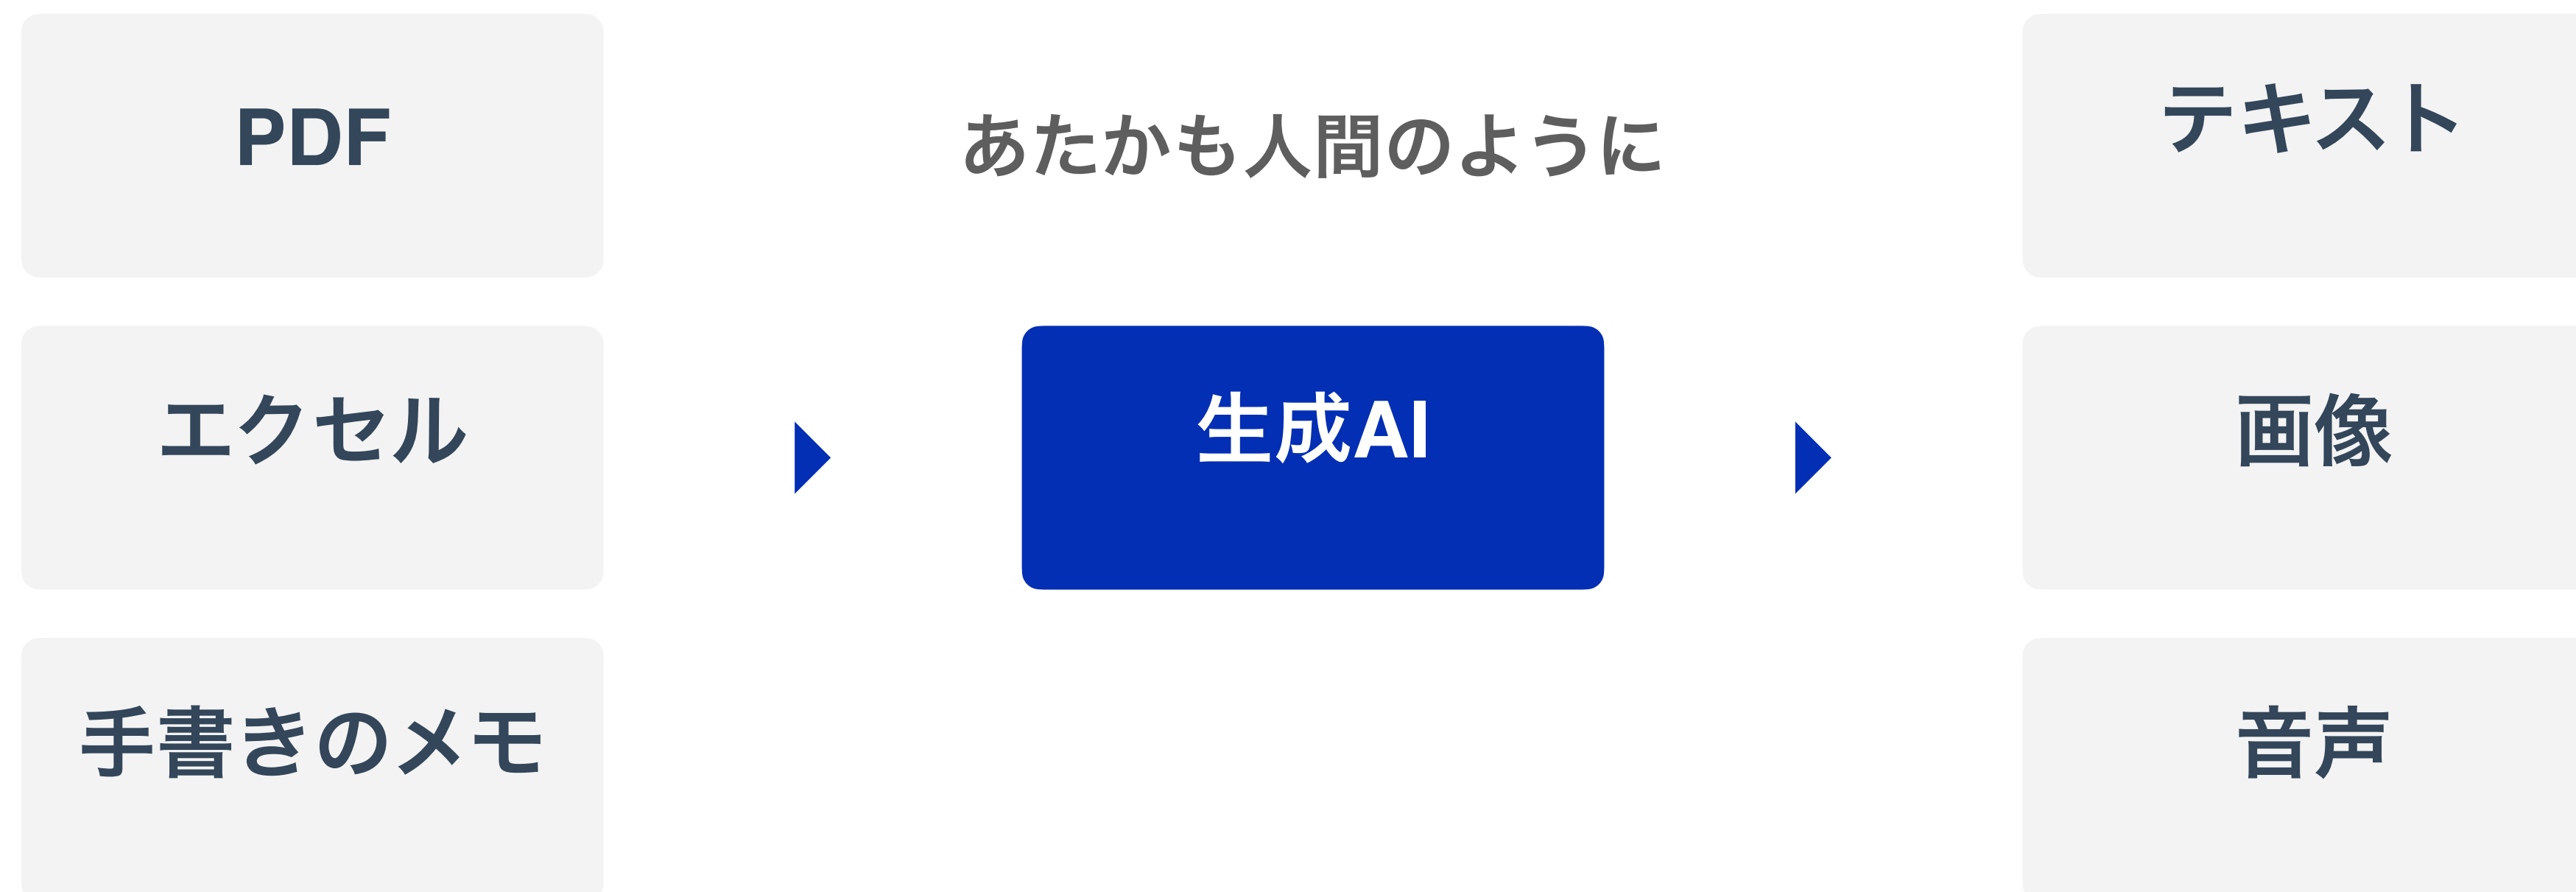 PDF
エクセル
手書きのメモ
あたかも人間のように
生成AI
テキスト
画像
音声